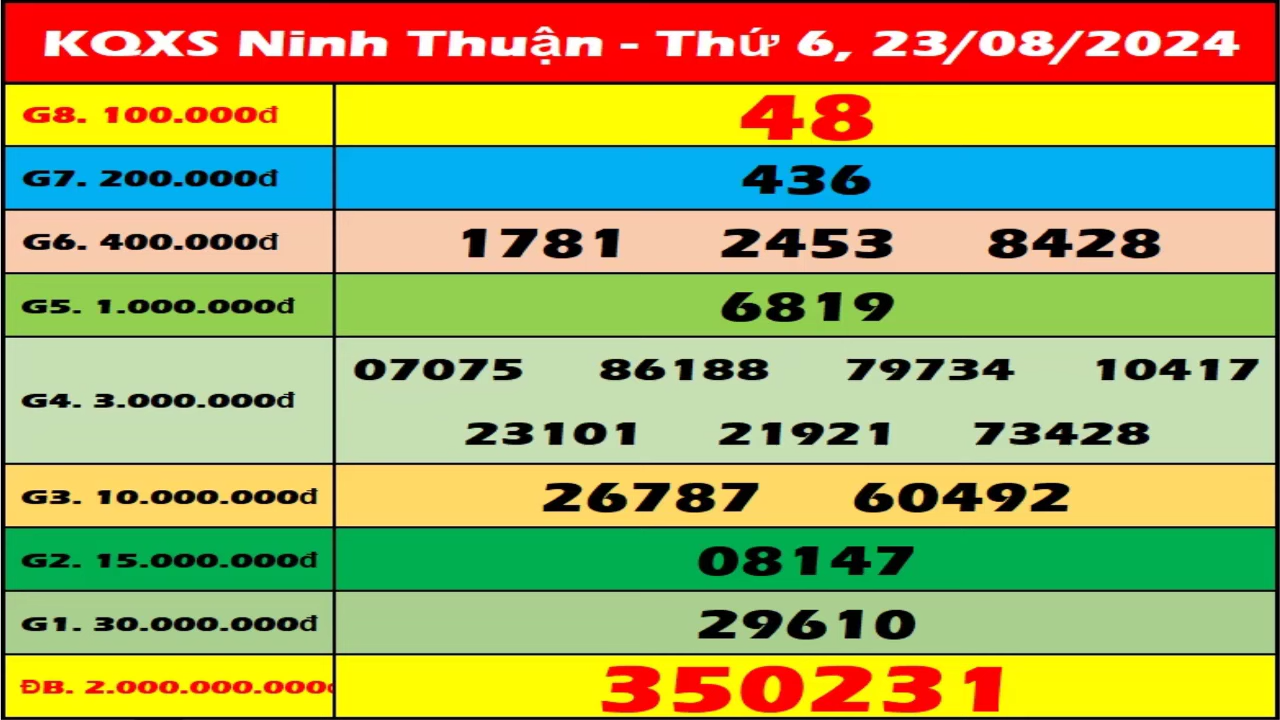 KQXS Ninh Thuận - Thứ 6, 23/08/2024
G8. 100.000đ 48
G7. 200.000đ 436
G6. 400.000đ 1781 2453 8428
G5. 1.000.000đ 6819
G4. 3.000.000đ 07075 86188 79734 10417
23101 21921 73428
G3. 10.000.000đ 26787 60492
G2. 15.000.000đ 08147
G1. 30.000.000đ 29610
ĐB. 2.000.000.000đ 350231